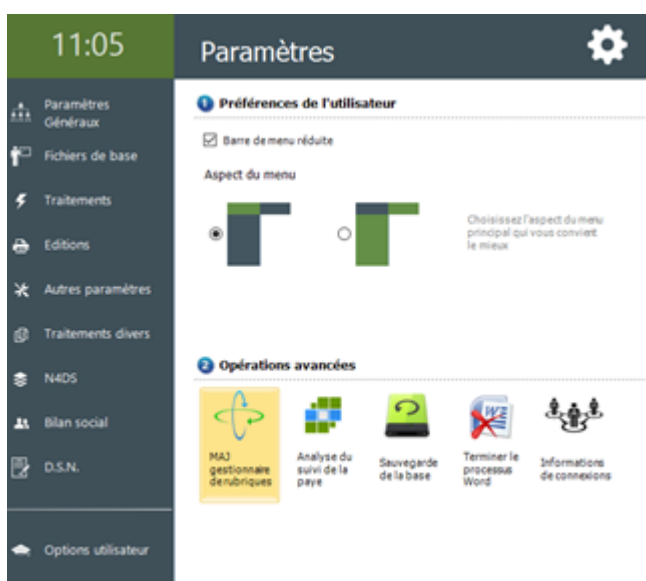 11:05
Paramètres
Paramètres
Généraux
Fichiers de base
Traitements
Editions
Autres paramètres
Traitements divers
N4DS
Bilan social
D.S.N.
Options utilisateur
1 Préférences de l'utilisateur
Barre de menu réduite
Aspect du menu
Choisissez l'aspect du menu
principal qui vous convient
le mieux
2 Opérations avancées
MAJ
gestionnaire
de rubriques
Analyse du
suivi de la
paye
Sauvegarde
de la base
Terminer le
processus
Word
Informations
de connexions